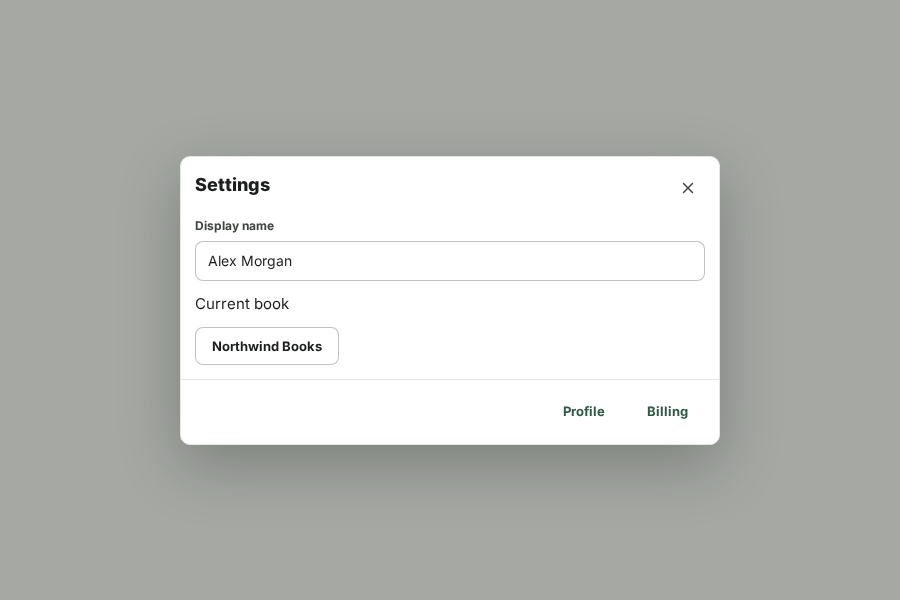 Settings
Display name
Alex Morgan
Current book
Northwind Books
Profile Billing